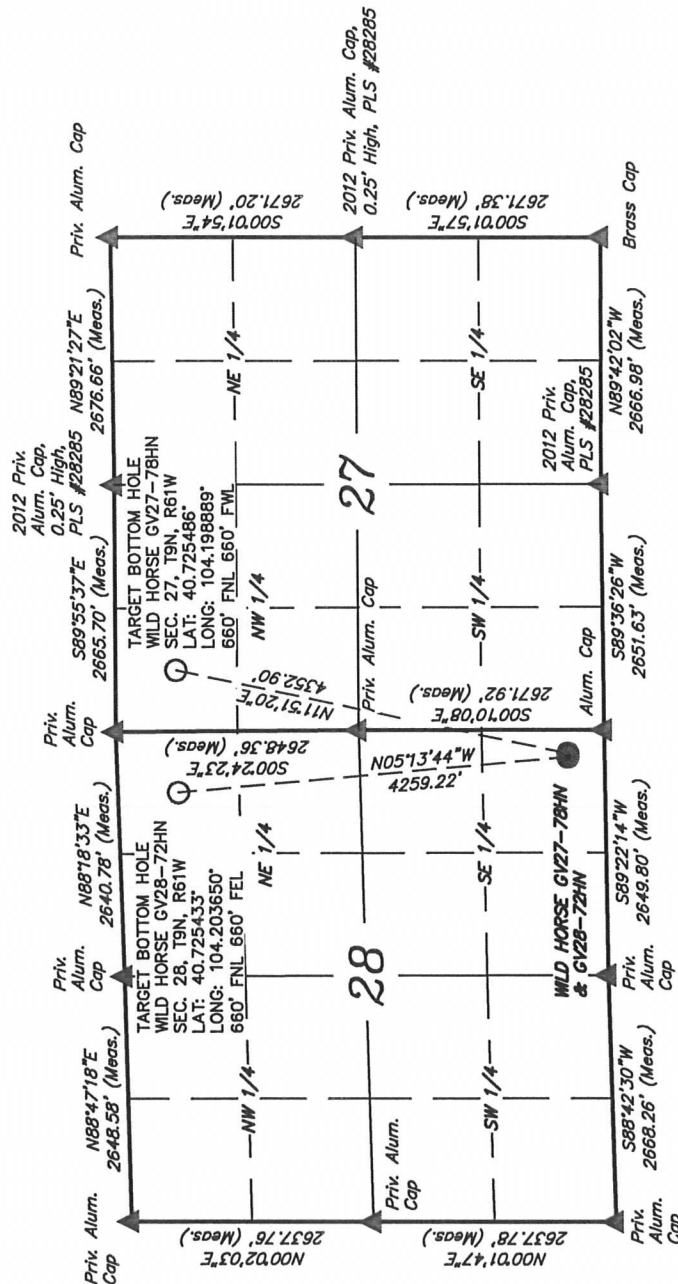 Priv. Alum.
Cap
N88°47'18"E
2648.58' (Meas.)
Priv.
Alum.
Cap
N88°18'33"E
2640.78' (Meas.)
Priv.
Alum.
Cap
S89°55'37"E
2665.70' (Meas.)
2012 Priv.
Alum. Cap,
0.25' High,
PLS #28285
N89°21'27"E
2676.66' (Meas.)
Priv. Alum. Cap
TARGET BOTTOM HOLE
WILD HORSE GV28-72HN
SEC. 28, T9N, R61W
LAT: 40.725433°
LONG: 104.203650°
660' FNL 660' FEL
TARGET BOTTOM HOLE
WILD HORSE GV27-78HN
SEC. 27, T9N, R61W
LAT: 40.725486°
LONG: 104.198889°
660' FNL 660' FWL
N00°02'03"E
2637.76' (Meas.)
NW 1/4
NE 1/4
S00°24'23"E
2648.36' (Meas.)
N11°51'20"E
4352.90'
NW 1/4
NE 1/4
S00°01'54"E
2671.20' (Meas.)
Priv. Alum.
Cap
28
Priv. Alum. Cap
27
2012 Priv. Alum. Cap,
0.25' High, PLS #28285
N00°01'47"E
2637.78' (Meas.)
SW 1/4
SE 1/4
N05°13'44"W
4259.22'
S00°10'08"E
2671.92' (Meas.)
SW 1/4
SE 1/4
S00°01'57"E
2671.38' (Meas.)
WILD HORSE GV27-78HN
& GV28-72HN
Priv.
Alum.
Cap
S88°42'30"W
2668.26' (Meas.)
Priv.
Alum.
Cap
S89°22'14"W
2649.80' (Meas.)
Alum. Cap
S89°36'26"W
2651.63' (Meas.)
2012 Priv.
Alum. Cap,
PLS #28285
N89°42'02"W
2666.98' (Meas.)
Brass Cap